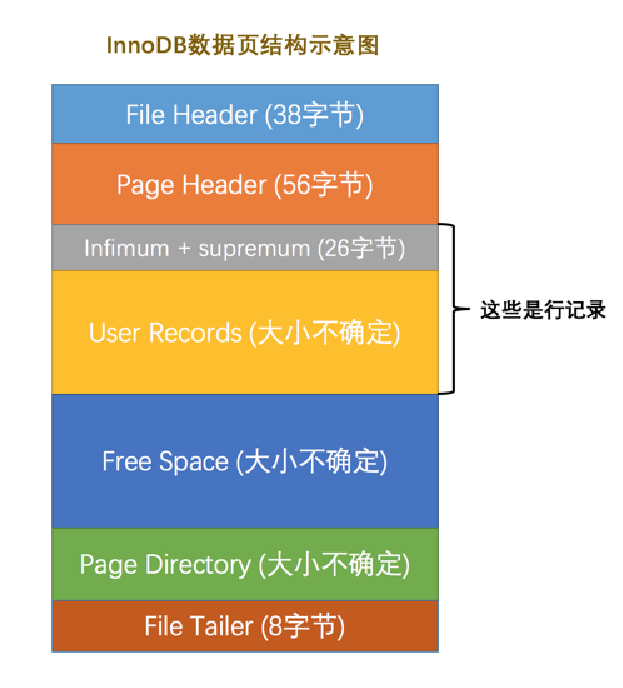 InnoDB数据页结构示意图
File Header (38字节)
Page Header (56字节)
Infimum + supremum (26字节)
User Records (大小不确定)
这些是行记录
Free Space (大小不确定)
Page Directory (大小不确定)
File Tailer (8字节)